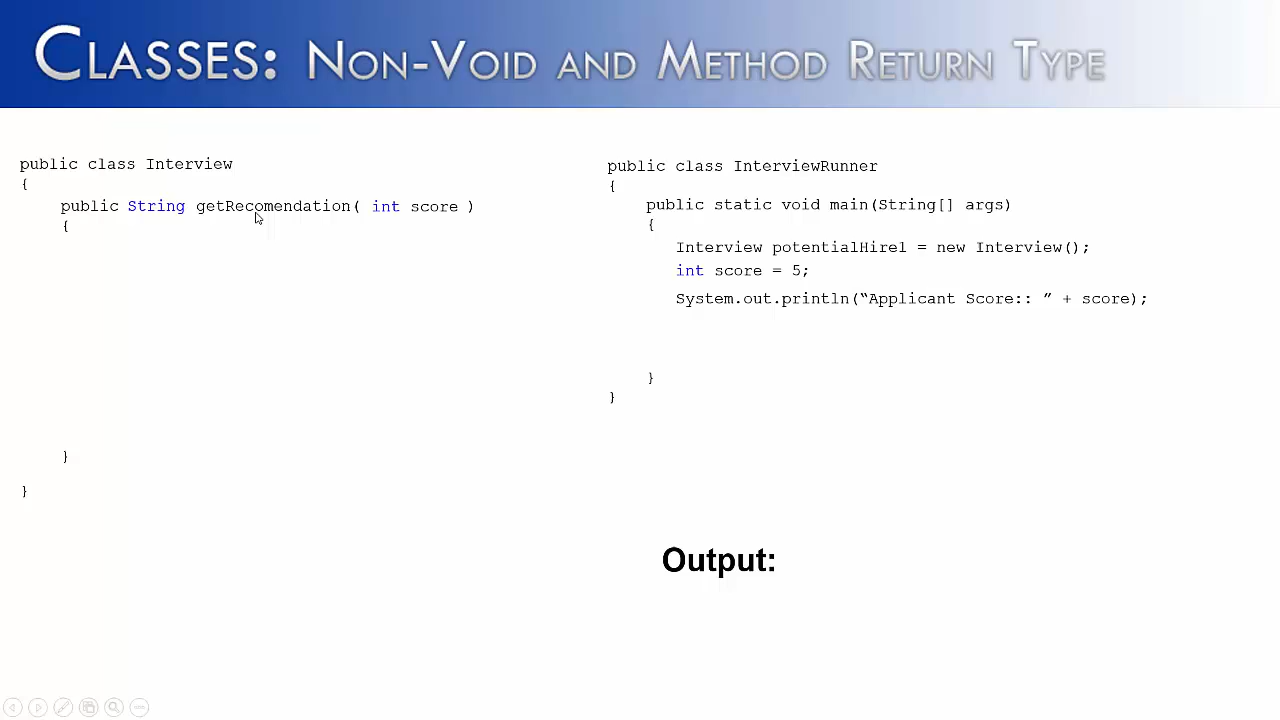 CLASSES: NON-VOID AND METHOD RETURN TYPE
public class Interview
{
public String getRecomendation( int score )
{
}
}
public class InterviewRunner
{
public static void main(String[] args)
{
Interview potentialHire1 = new Interview();
int score = 5;
System.out.println(“Applicant Score:: ” + score);
}
}
Output: